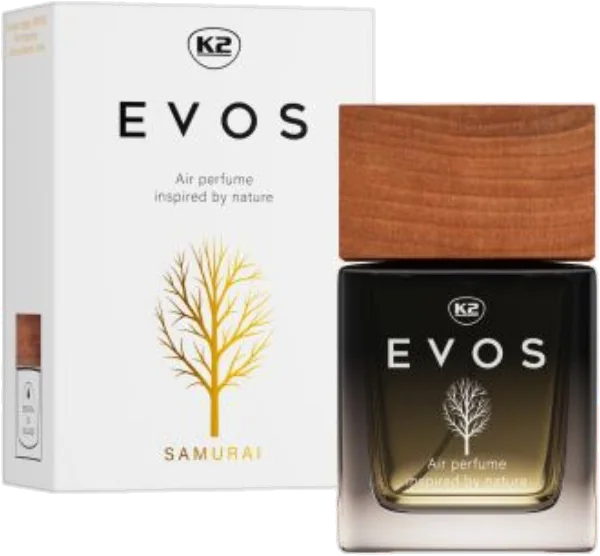 K2
EVOS
Air perfume
inspired by nature
SAMURAI
K2
EVOS
Air perfume
inspired by nature